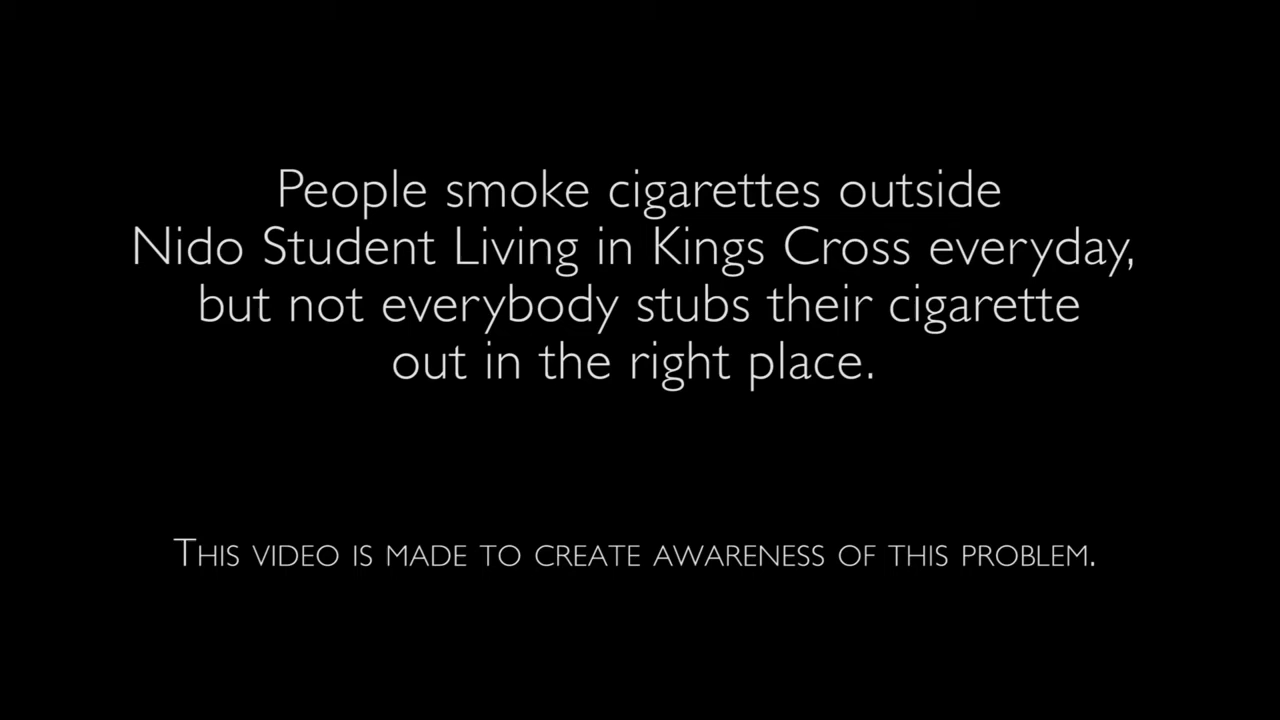 People smoke cigarettes outside
Nido Student Living in Kings Cross everyday,
but not everybody stubs their cigarette
out in the right place.
THIS VIDEO IS MADE TO CREATE AWARENESS OF THIS PROBLEM.